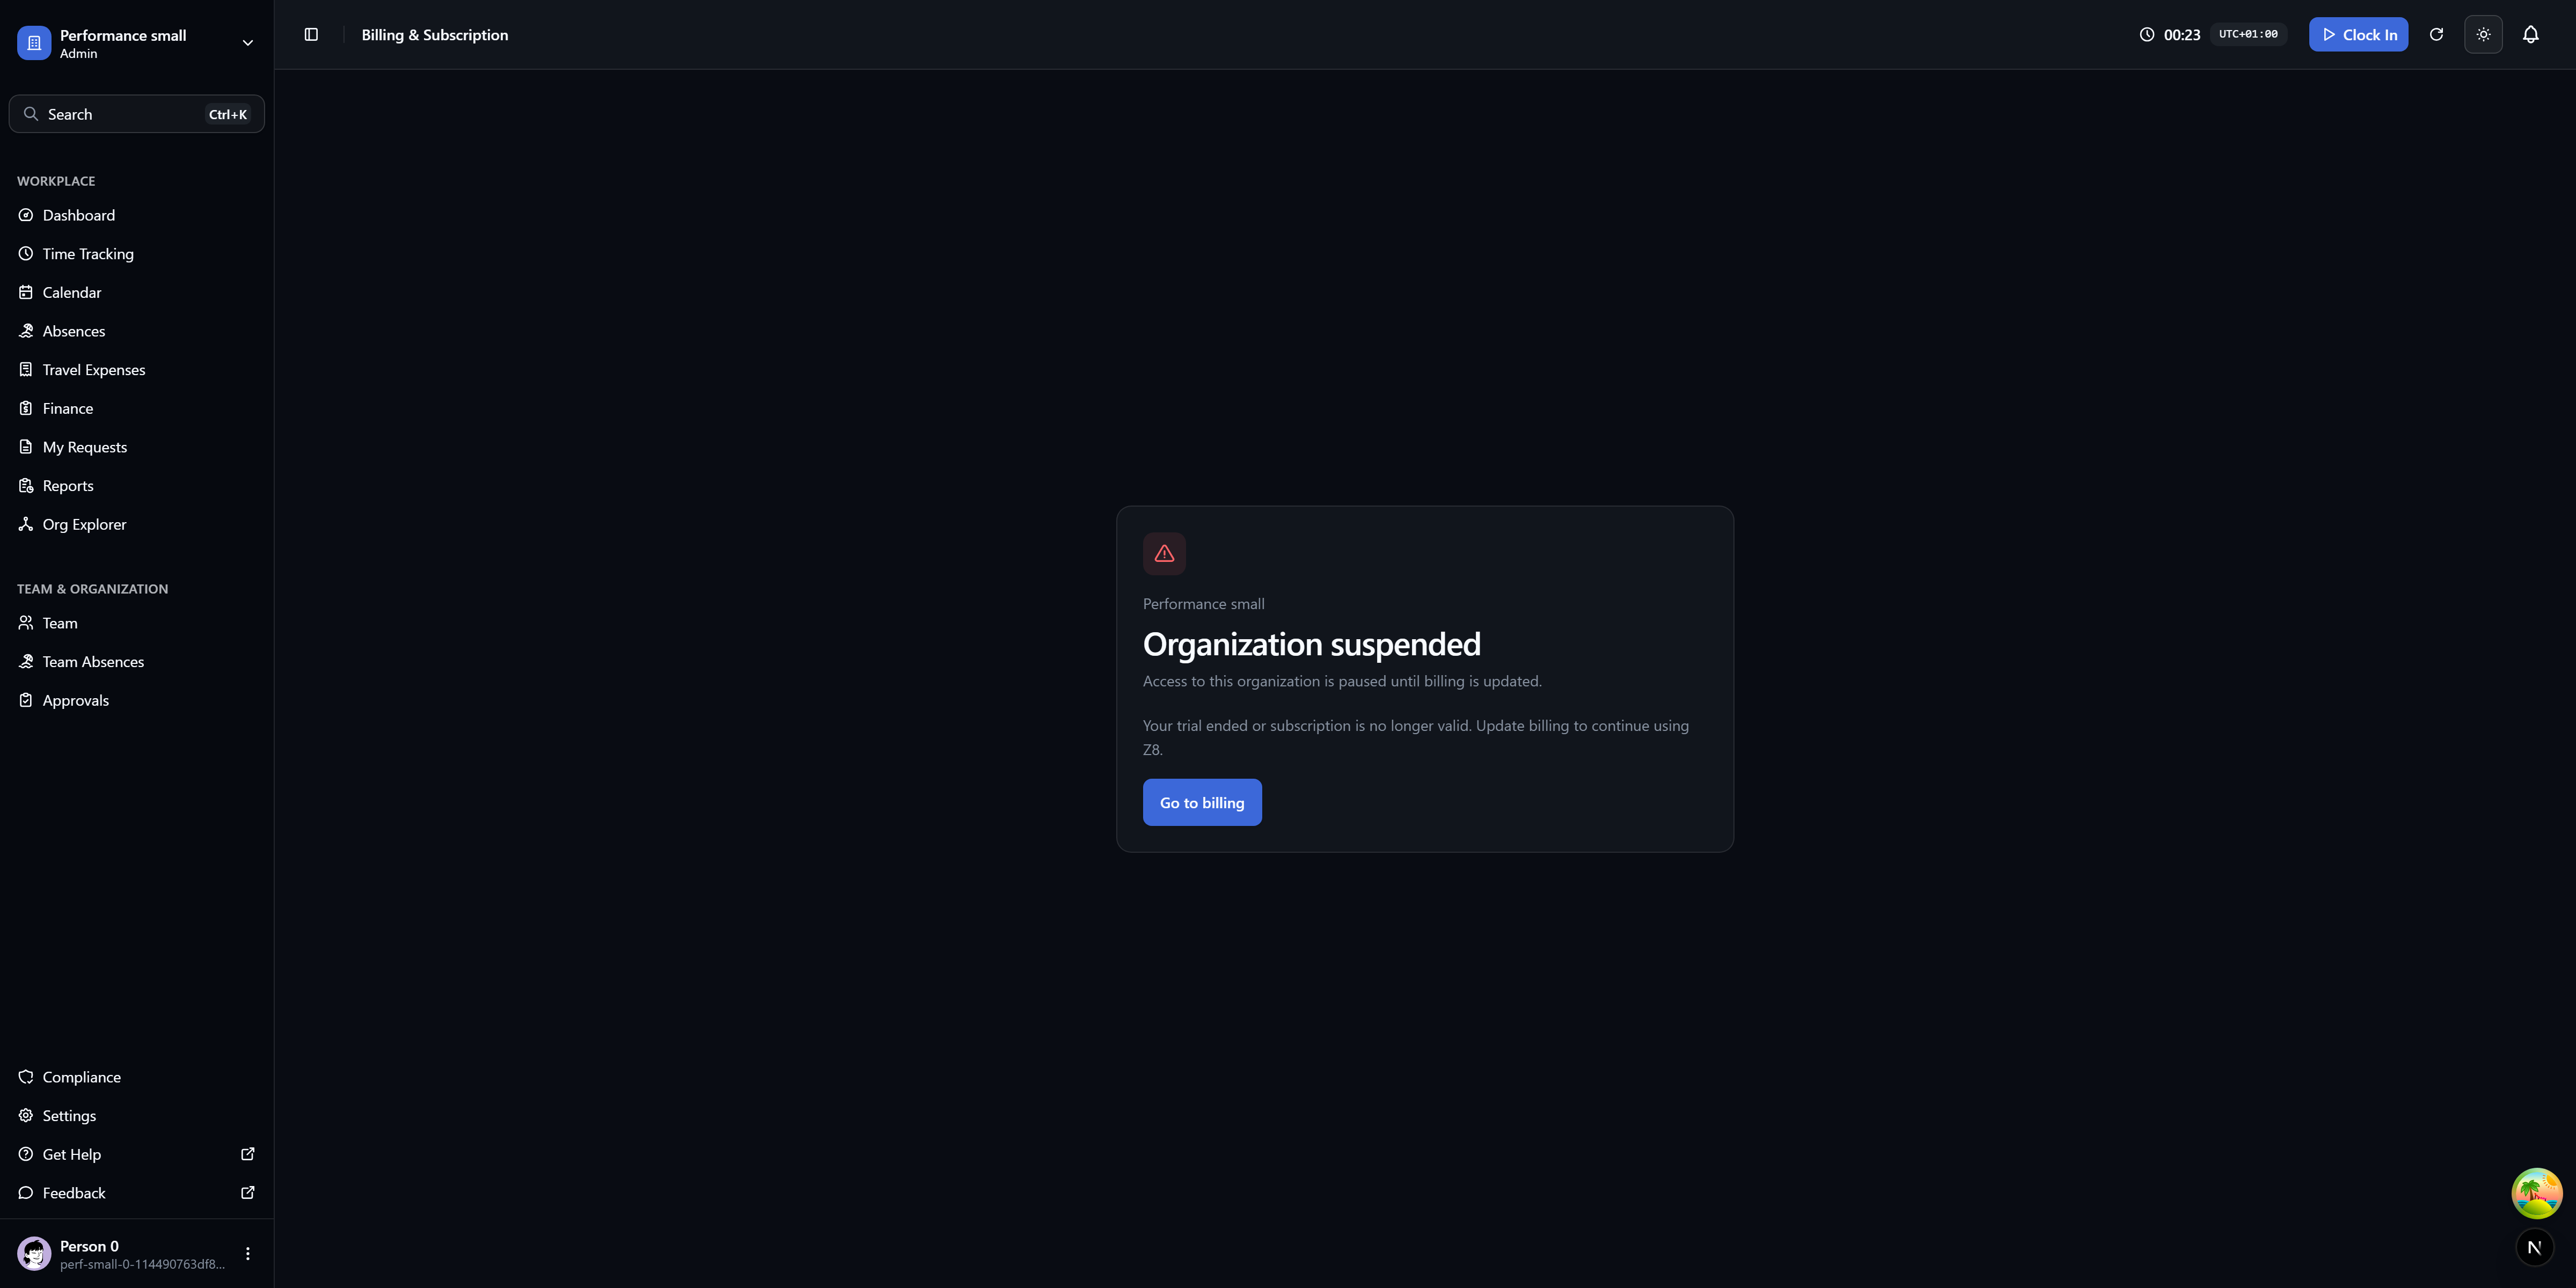 Performance small
Admin
Search
Ctrl+K
WORKPLACE
Dashboard
Time Tracking
Calendar
Absences
Travel Expenses
Finance
My Requests
Reports
Org Explorer
TEAM & ORGANIZATION
Team
Team Absences
Approvals
Compliance
Settings
Get Help
Feedback
Person 0
perf-small-0-114490763df8...
Billing & Subscription
00:23
UTC+01:00
Clock In
Performance small
Organization suspended
Access to this organization is paused until billing is updated.
Your trial ended or subscription is no longer valid. Update billing to continue using
Z8.
Go to billing
N